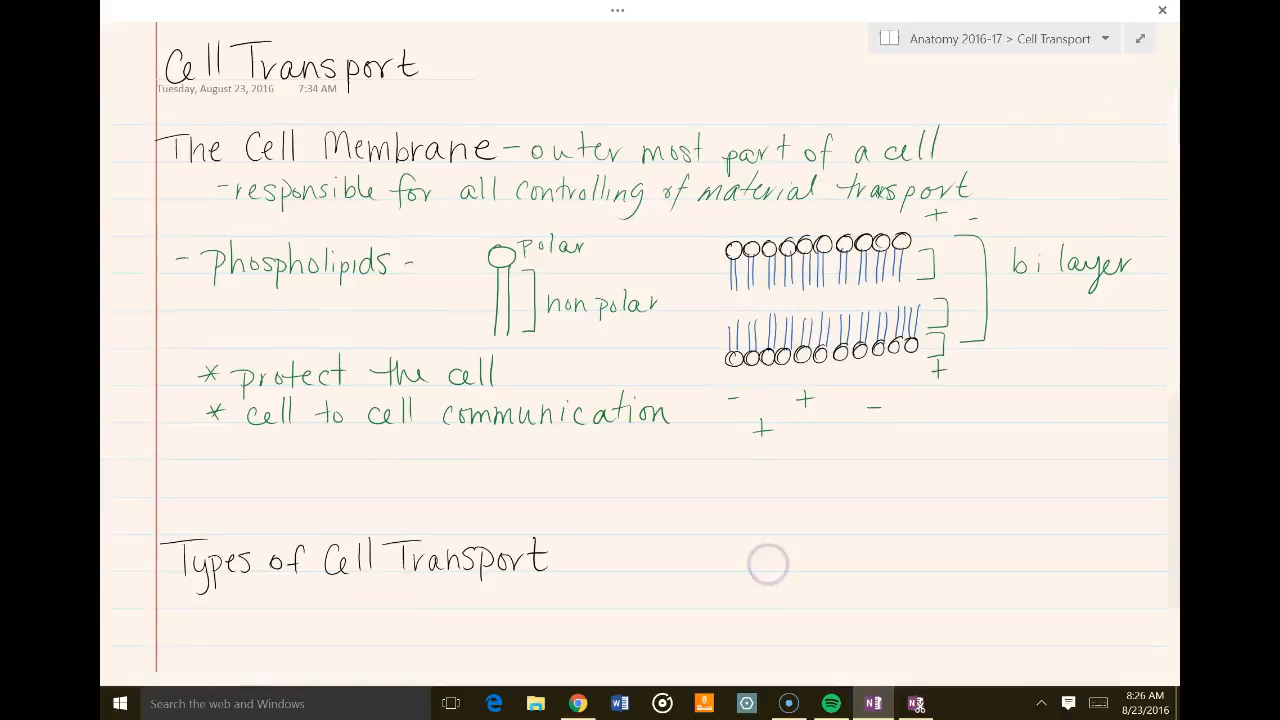 Anatomy 2016-17 > Cell Transport
Cell Transport
Tuesday, August 23, 2016 7:34 AM
The Cell Membrane - outer most part of a cell
- responsible for all controlling of material transport
+ -
- Phospholipids -
polar
non polar
bi layer
+
* protect the cell
* cell to cell communication
- + -
+
Types of Cell Transport
Search the web and Windows
8:26 AM
8/23/2016